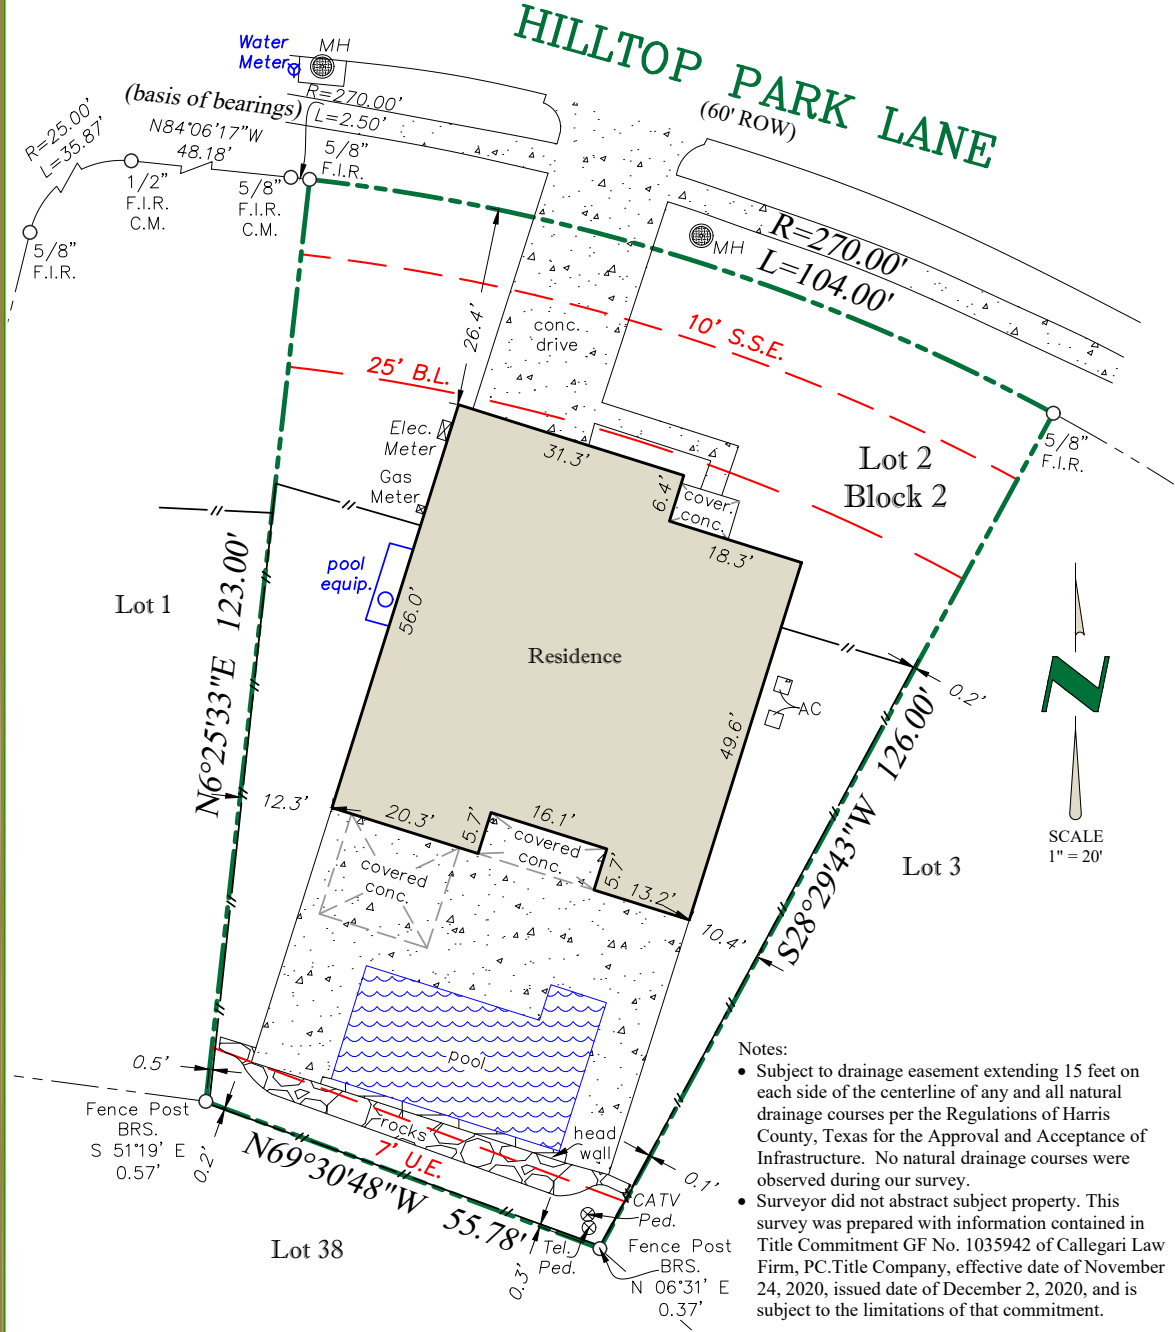 HILLTOP PARK LANE
(60' ROW)
Water
Meter
MH
(basis of bearings)
R=270.00'
L=2.50'
R=25.00'
L=35.87'
N84°06'17"W
48.18'
5/8"
F.I.R.
1/2"
F.I.R.
C.M.
5/8"
F.I.R.
C.M.
5/8"
F.I.R.
MH
R=270.00'
L=104.00'
26.4'
conc.
drive
10' S.S.E.
25' B.L.
5/8"
F.I.R.
Elec.
Meter
Gas
Meter
31.3'
6.4'
cover.
conc.
18.3'
Lot 2
Block 2
pool
equip.
56.0'
Lot 1
N6°25'33"E 123.00'
Residence
0.2'
AC
49.6'
S28°29'43"W 126.00'
SCALE
1" = 20'
Lot 3
12.3'
20.3'
5.7'
16.1'
covered
conc.
5.7'
13.2'
covered
conc.
10.4'
pool
0.5'
Fence Post
BRS.
S 51°19' E
0.57'
0.2'
rocks
7' U.E.
head
wall
N69°30'48"W 55.78'
0.1'
CATV
Ped.
Tel.
Ped.
0.3'
Fence Post
BRS.
N 06°31' E
0.37'
Lot 38
Notes:
• Subject to drainage easement extending 15 feet on
each side of the centerline of any and all natural
drainage courses per the Regulations of Harris
County, Texas for the Approval and Acceptance of
Infrastructure. No natural drainage courses were
observed during our survey.
• Surveyor did not abstract subject property. This
survey was prepared with information contained in
Title Commitment GF No. 1035942 of Callegari Law
Firm, PC.Title Company, effective date of November
24, 2020, issued date of December 2, 2020, and is
subject to the limitations of that commitment.